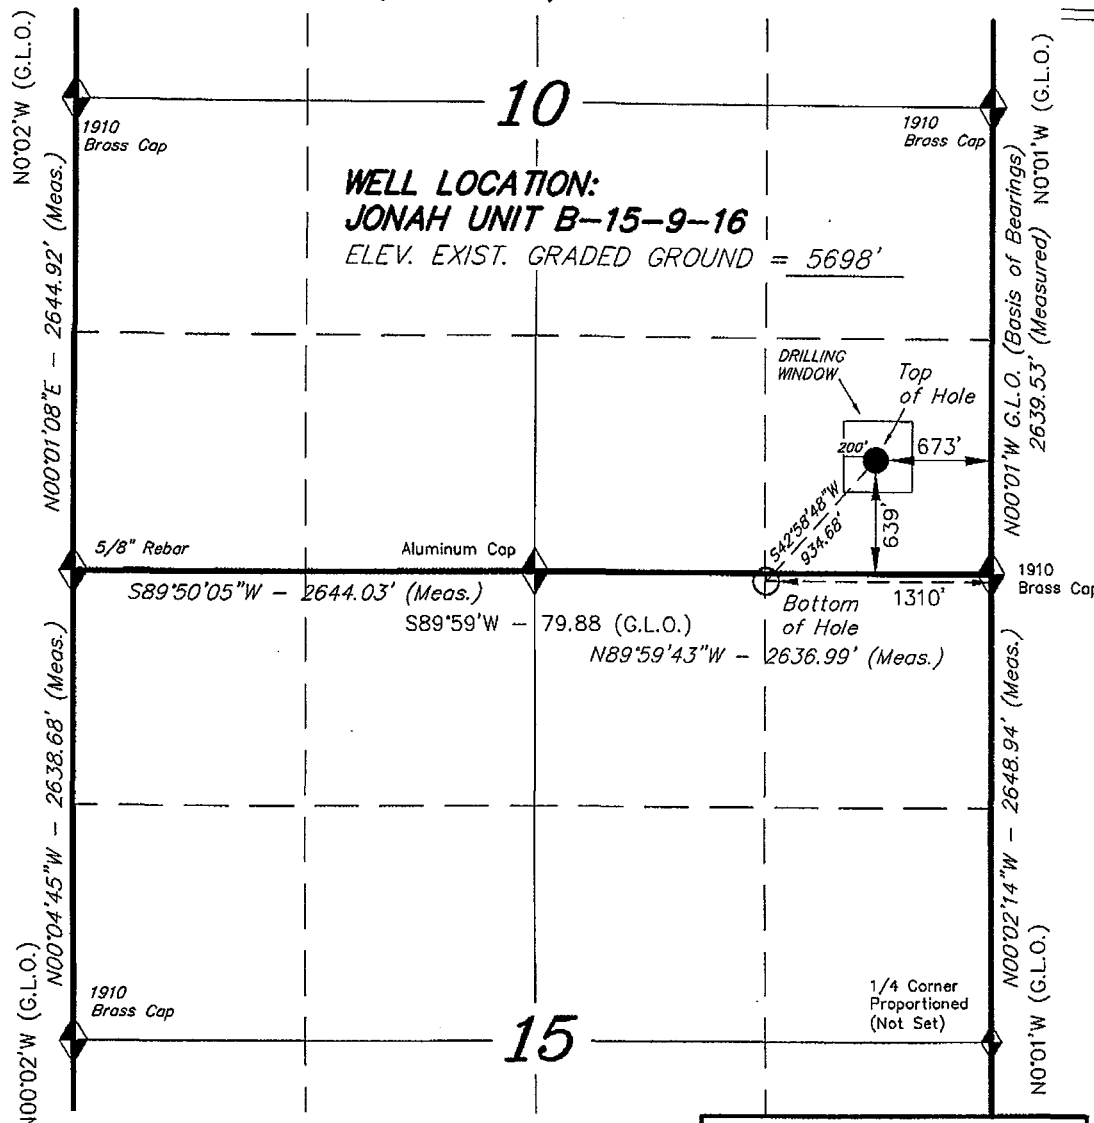 N0°02'W (G.L.O.)
10
1910
Brass Cap
1910
Brass Cap
N0°01'W (G.L.O.)
WELL LOCATION:
JONAH UNIT B-15-9-16
ELEV. EXIST. GRADED GROUND = 5698'
N00°01'08"E - 2644.92' (Meas.)
N00°01'W G.L.O. (Basis of Bearings)
2639.53' (Measured)
DRILLING
WINDOW
Top
of Hole
200'
673'
S42°58'48"W
934.68'
639'
5/8" Rebar
Aluminum Cap
1910
Brass Cap
S89°50'05"W - 2644.03' (Meas.)
1310'
Bottom
of Hole
S89°59'W - 79.88 (G.L.O.)
N89°59'43"W - 2636.99' (Meas.)
N00°04'45"W - 2638.68' (Meas.)
N00°02'14"W - 2648.94' (Meas.)
N00°02'W (G.L.O.)
1910
Brass Cap
15
1/4 Corner
Proportioned
(Not Set)
N0°01'W (G.L.O.)